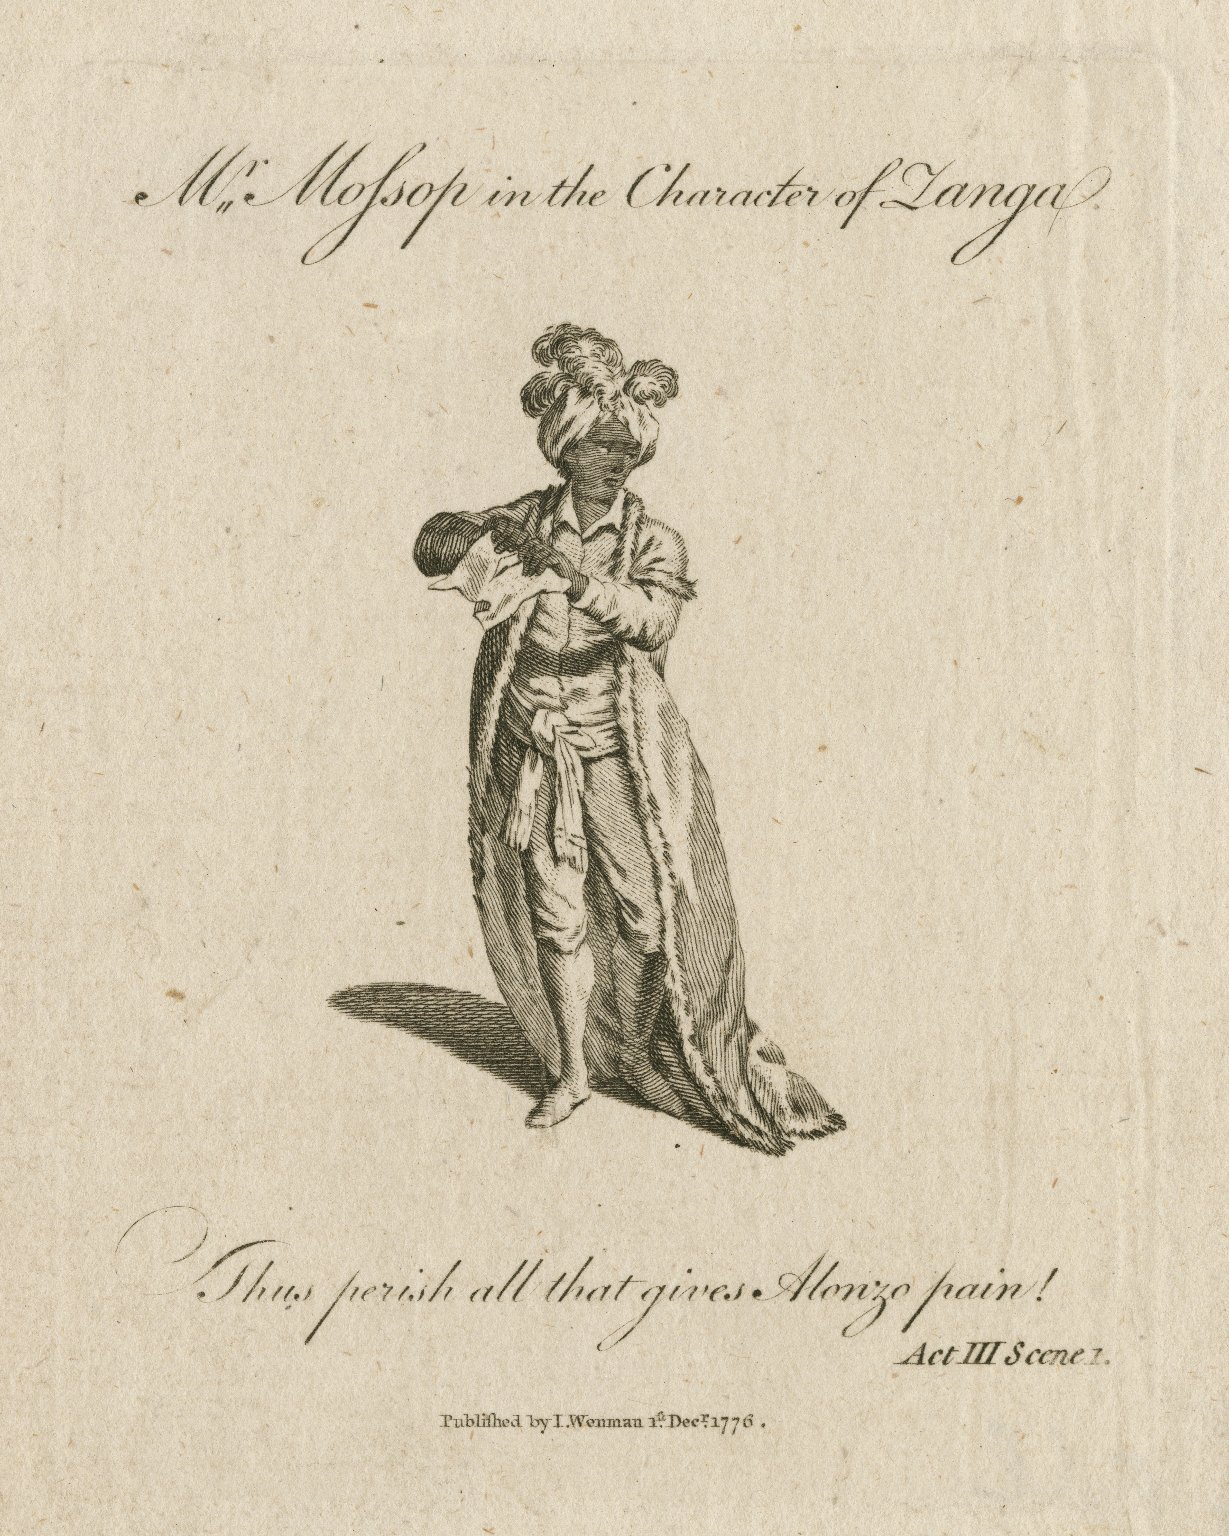 Mr. Moſsop in the Character of Zanga.
Thus perish all that gives Alonzo pain!
Act III Scene 1.
Publiſhed by I. Wenman 1st. Decr. 1776.